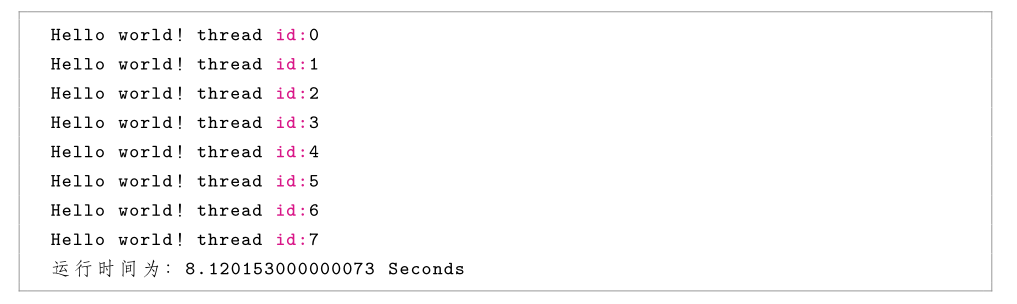 Hello world! thread id:0
Hello world! thread id:1
Hello world! thread id:2
Hello world! thread id:3
Hello world! thread id:4
Hello world! thread id:5
Hello world! thread id:6
Hello world! thread id:7
运行时间为: 8.120153000000073 Seconds